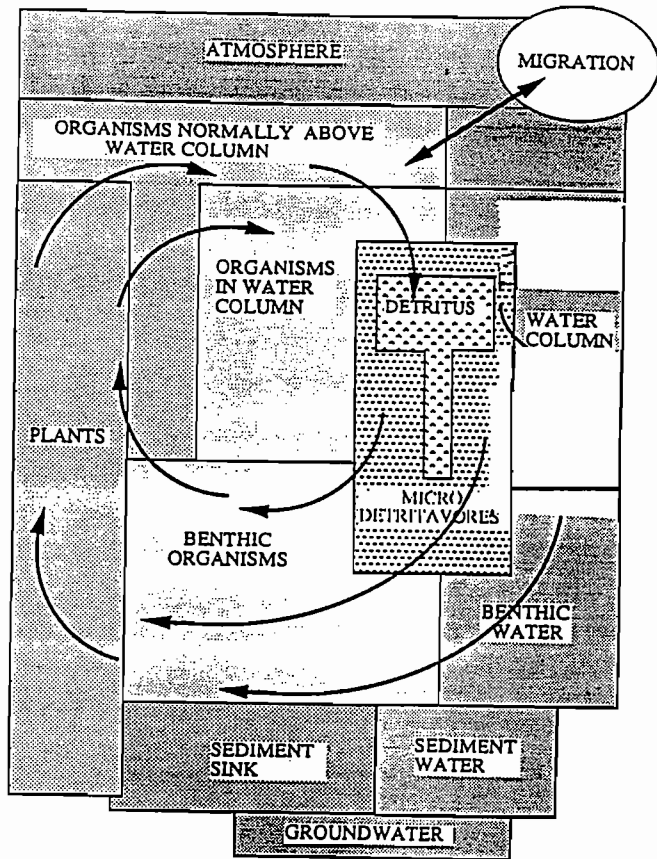 ATMOSPHERE
MIGRATION
ORGANISMS NORMALLY ABOVE
WATER COLUMN
ORGANISMS
IN WATER
COLUMN
DETRITUS
WATER
COLUMN
PLANTS
MICRO
DETRITAVORES
BENTHIC
ORGANISMS
BENTHIC
WATER
SEDIMENT
SINK
SEDIMENT
WATER
GROUNDWATER